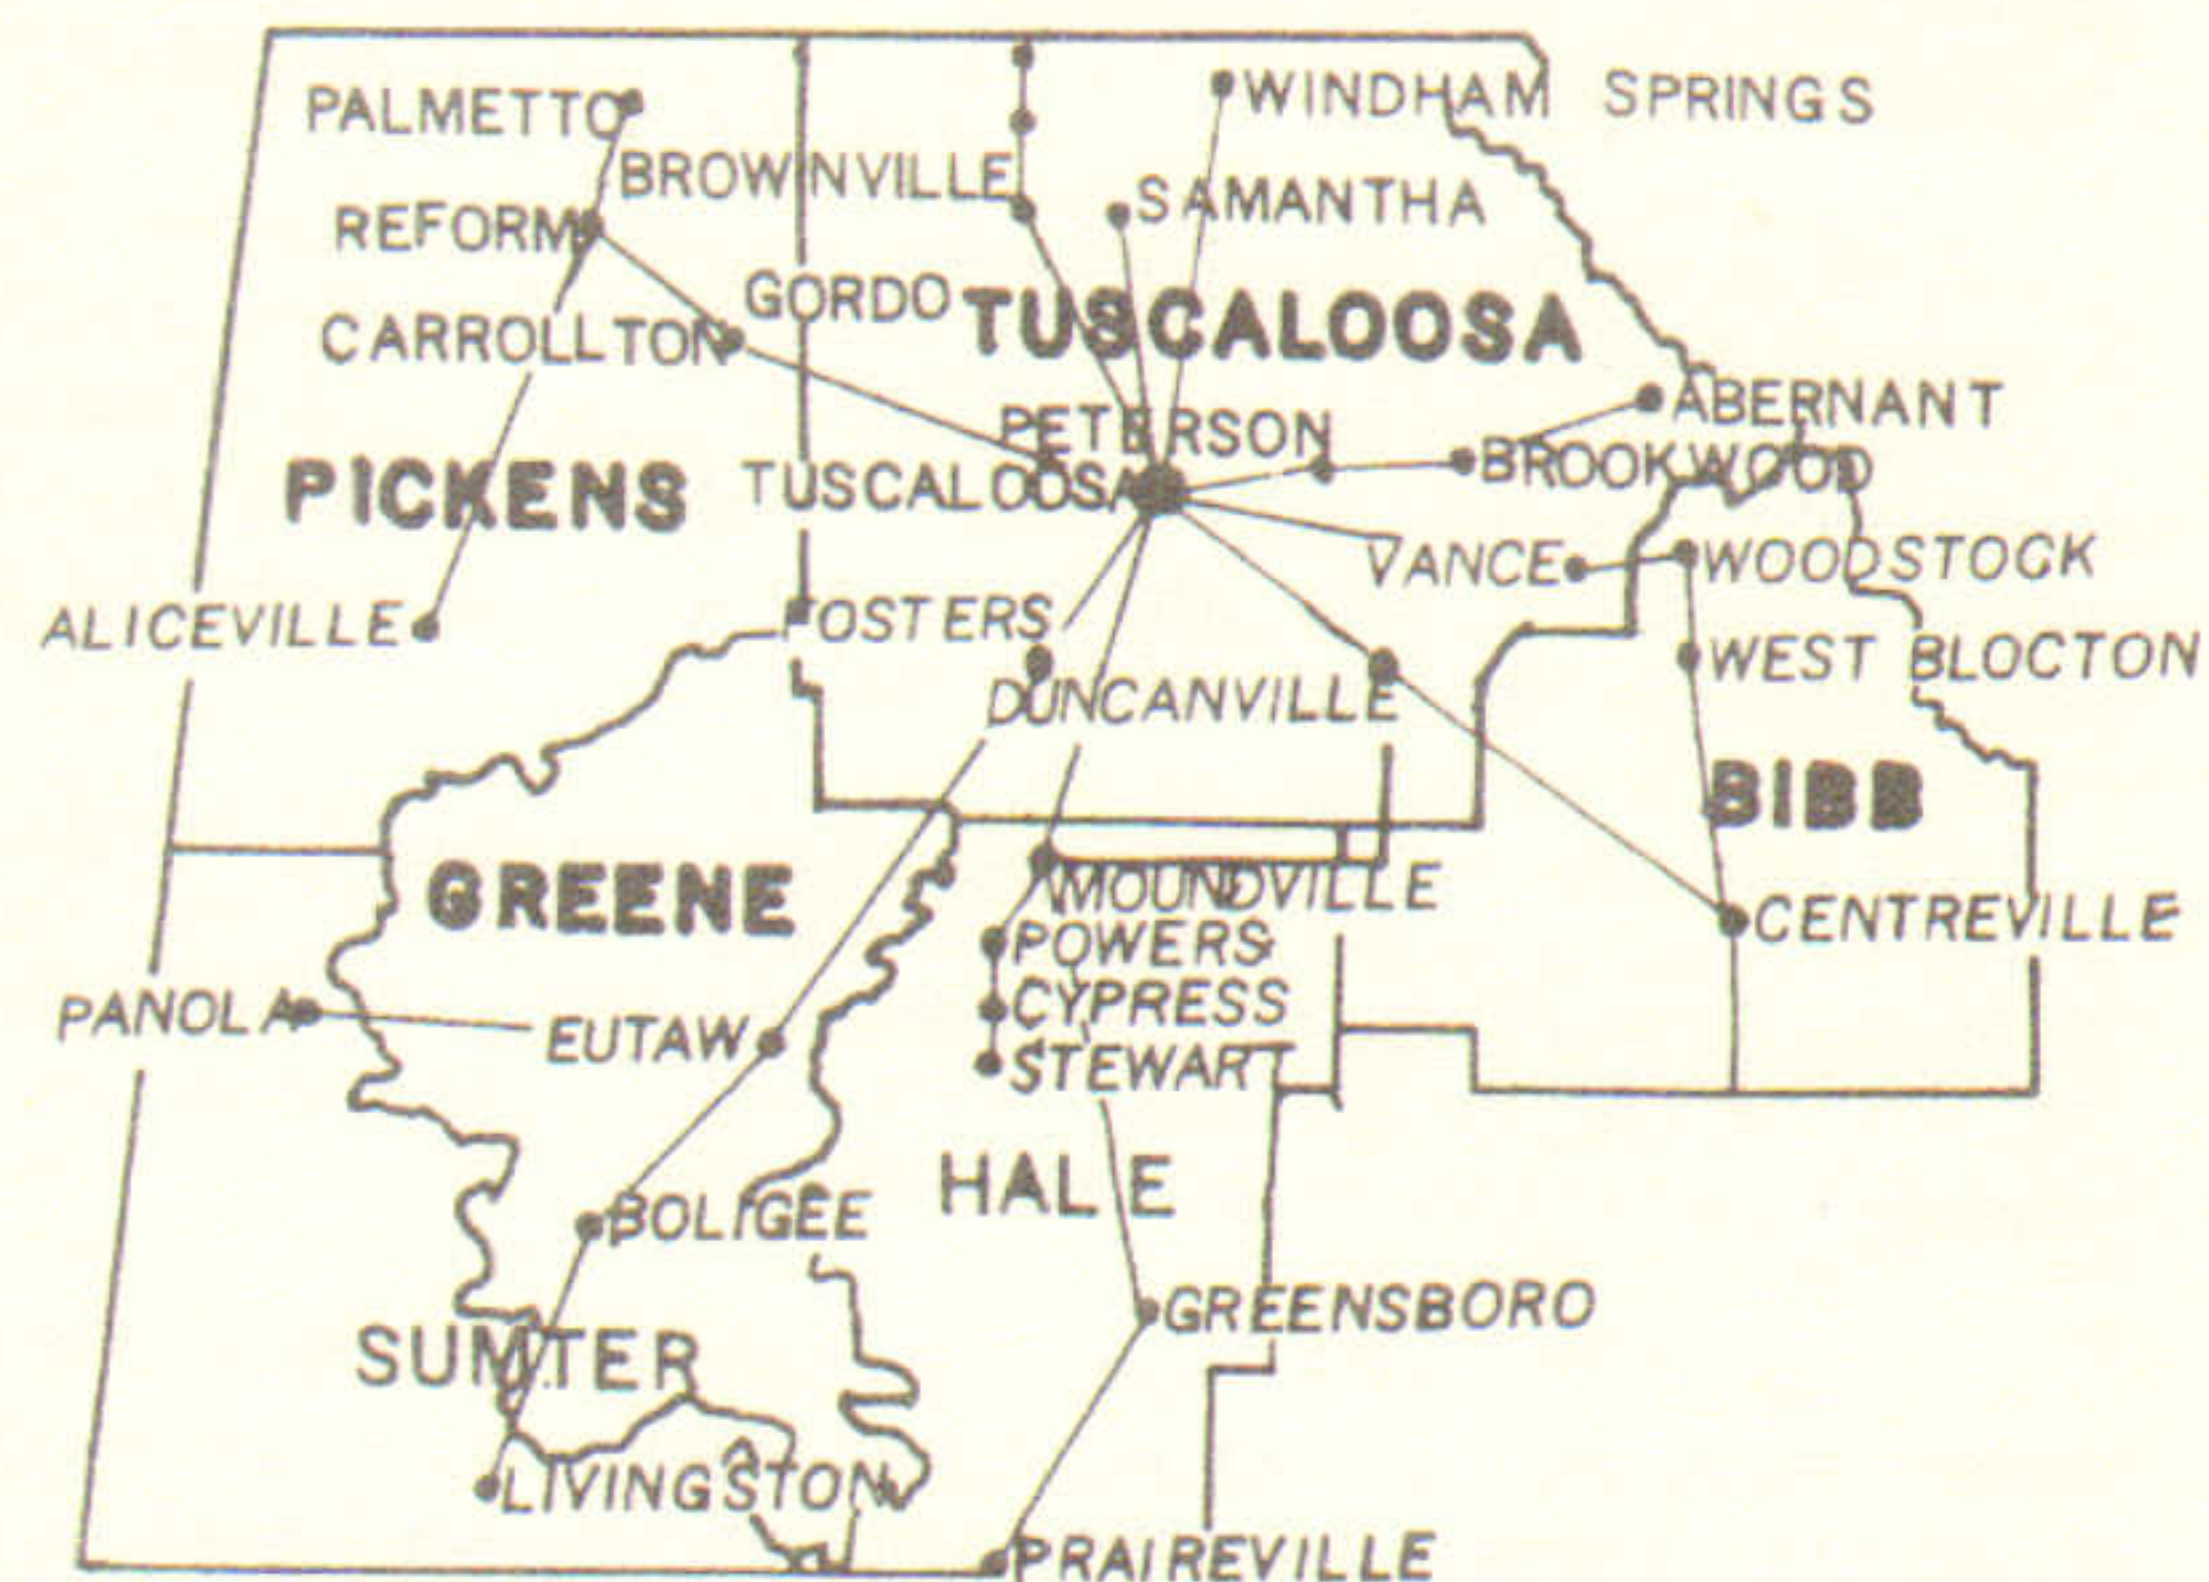 PALMETTO
WINDHAM SPRINGS
BROWNVILLE
SAMANTHA
REFORM
GORDO
TUSCALOOSA
CARROLLTON
ABERNANT
PETERSON
BROOKWOOD
PICKENS
TUSCALOOSA
VANCE
WOODSTOCK
ALICEVILLE
FOSTERS
WEST BLOCTON
DUNCANVILLE
BIBB
GREENE
MOUNDVILLE
CENTREVILLE
POWERS
PANOLA
CYPRESS
EUTAW
STEWART
HALE
BOLIGEE
GREENSBORO
SUMTER
LIVINGSTON
PRAIREVILLE